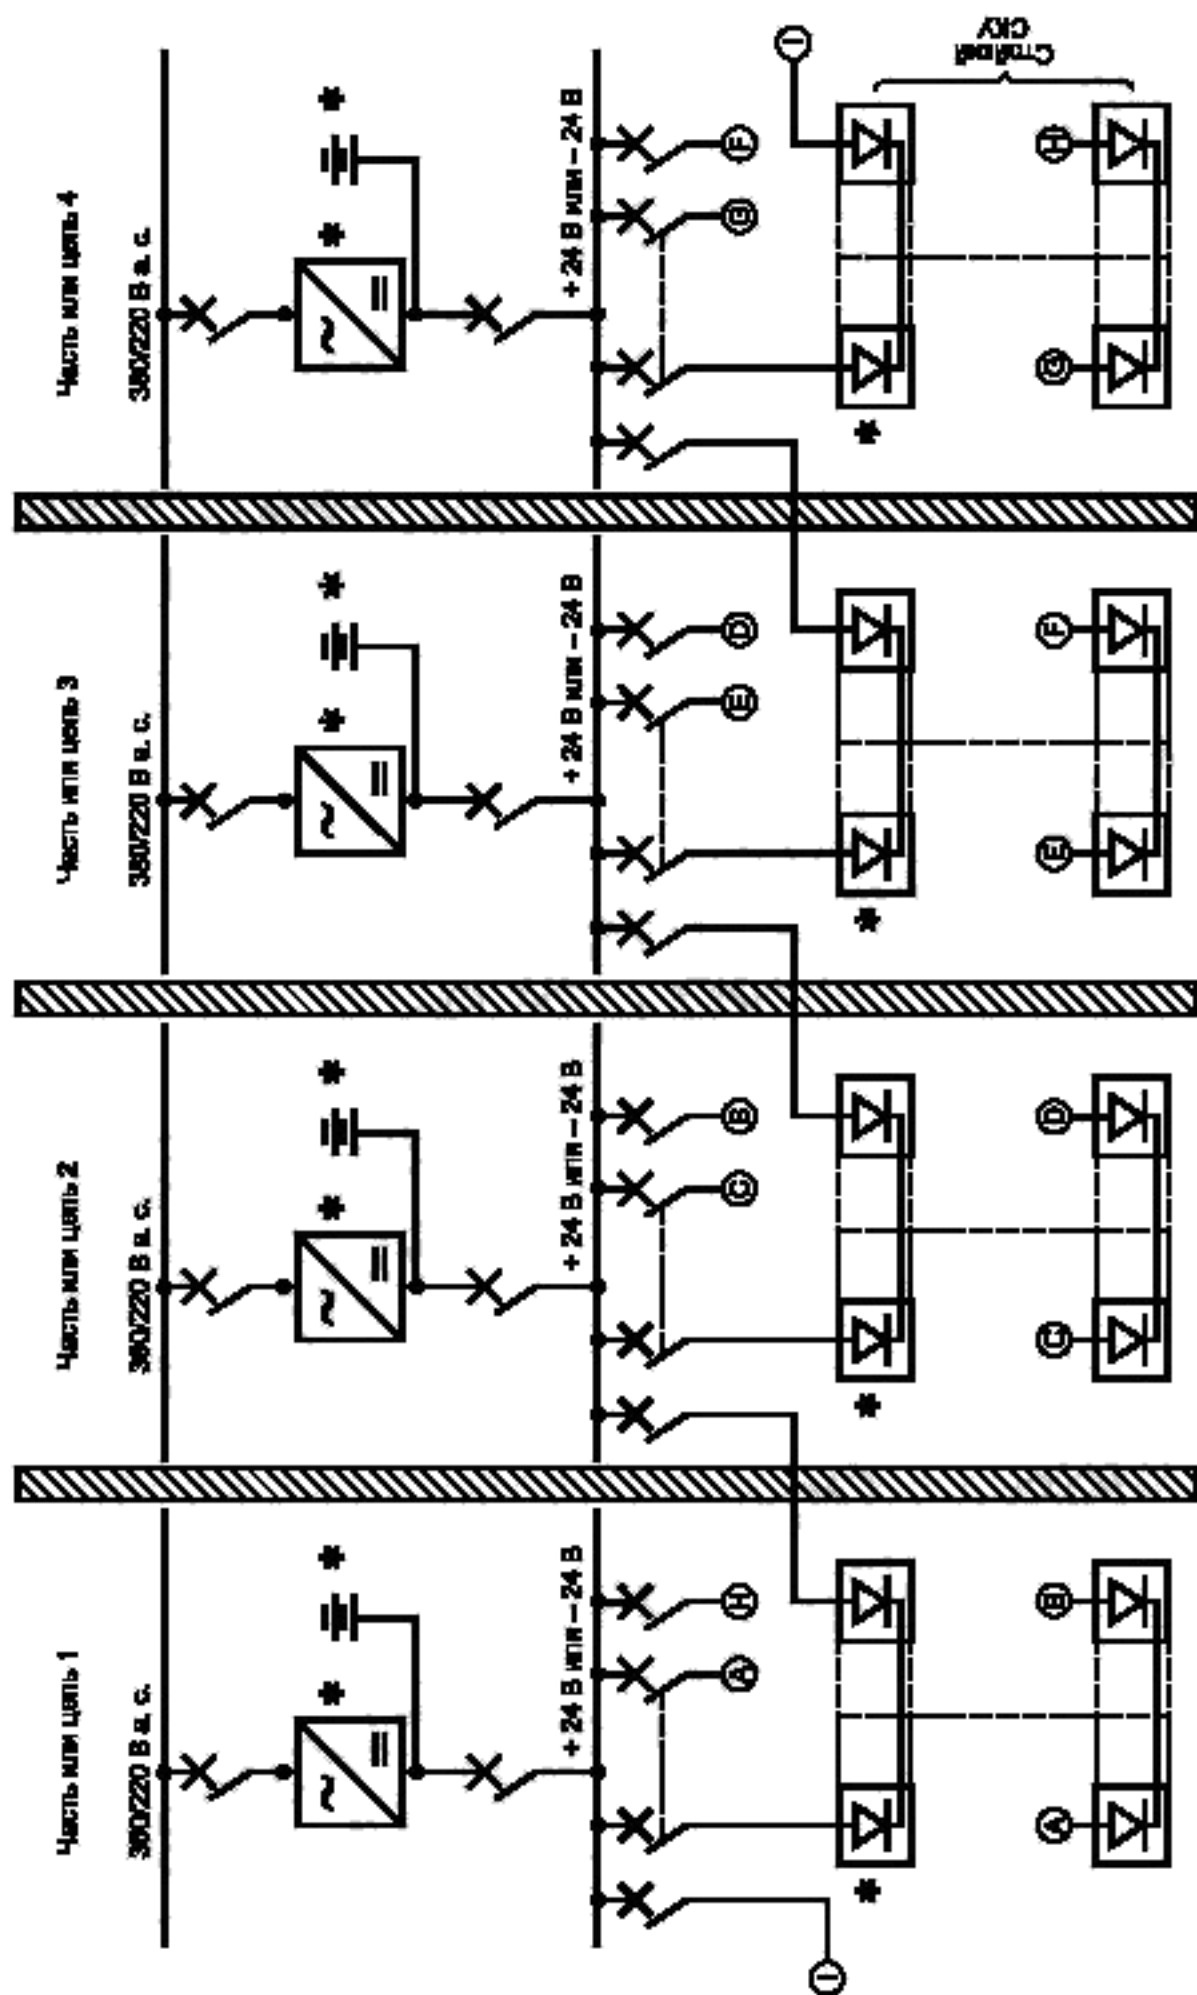 Часть или цепь 1
Часть или цепь 2
Часть или цепь 3
Часть или цепь 4
380/220 В а. с.
380/220 В а. с.
380/220 В а. с.
380/220 В а. с.
*
*
*
*
*
*
*
*
+ 24 В или – 24 В
+ 24 В или – 24 В
+ 24 В или – 24 В
+ 24 В или – 24 В
A
H
C
B
E
D
G
F
I
I
*
*
*
*
A
B
C
D
E
F
G
H
СКУ